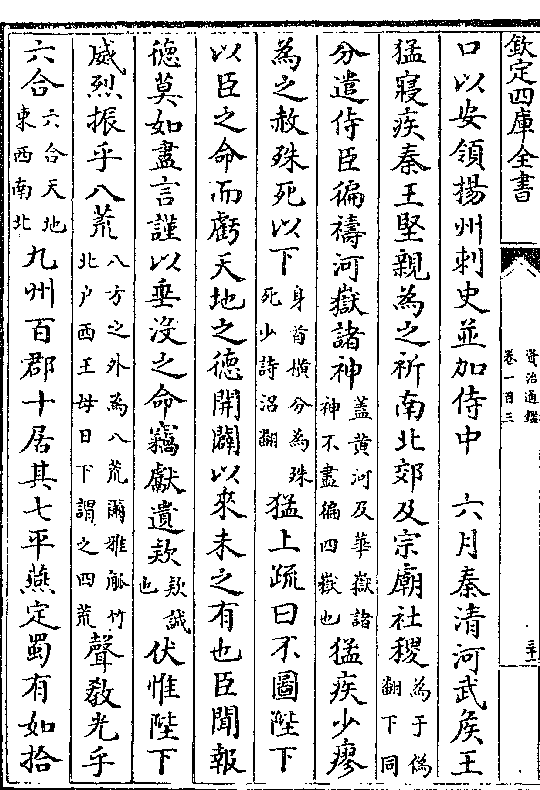 欽定四庫全書
資治通鑑
卷一百三
口以安領揚州刺史並加侍中　六月秦清河武侯王
猛寢疾秦王堅親為之祈南北郊及宗廟社稷為于偽翻下同
分遣侍臣徧禱河嶽諸神蓋黄河及華嶽諸神不盡徧四嶽也猛疾少瘳
為之赦殊死以下身首橫分為殊死少詩沼翻猛上疏曰不圖陛下
以臣之命而虧天地之德開闢以來未之有也臣聞報
德莫如盡言謹以垂沒之命竊獻遺欵欵誠也伏惟陛下
威烈振乎八荒八方之外為八荒爾雅觚竹北户西王母日下謂之四荒聲教光乎
六合六合天地東西南北九州百郡十居其七平燕定蜀有如拾